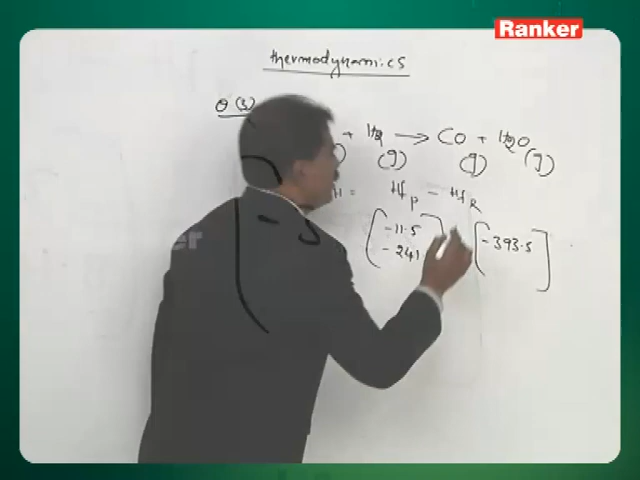 Ranker
thermodynamics
Q (3)
+ H2 → CO + H2O
(g) (g) (g)
H = Hf P - Hf R
-11.5
- 241
- 393.5